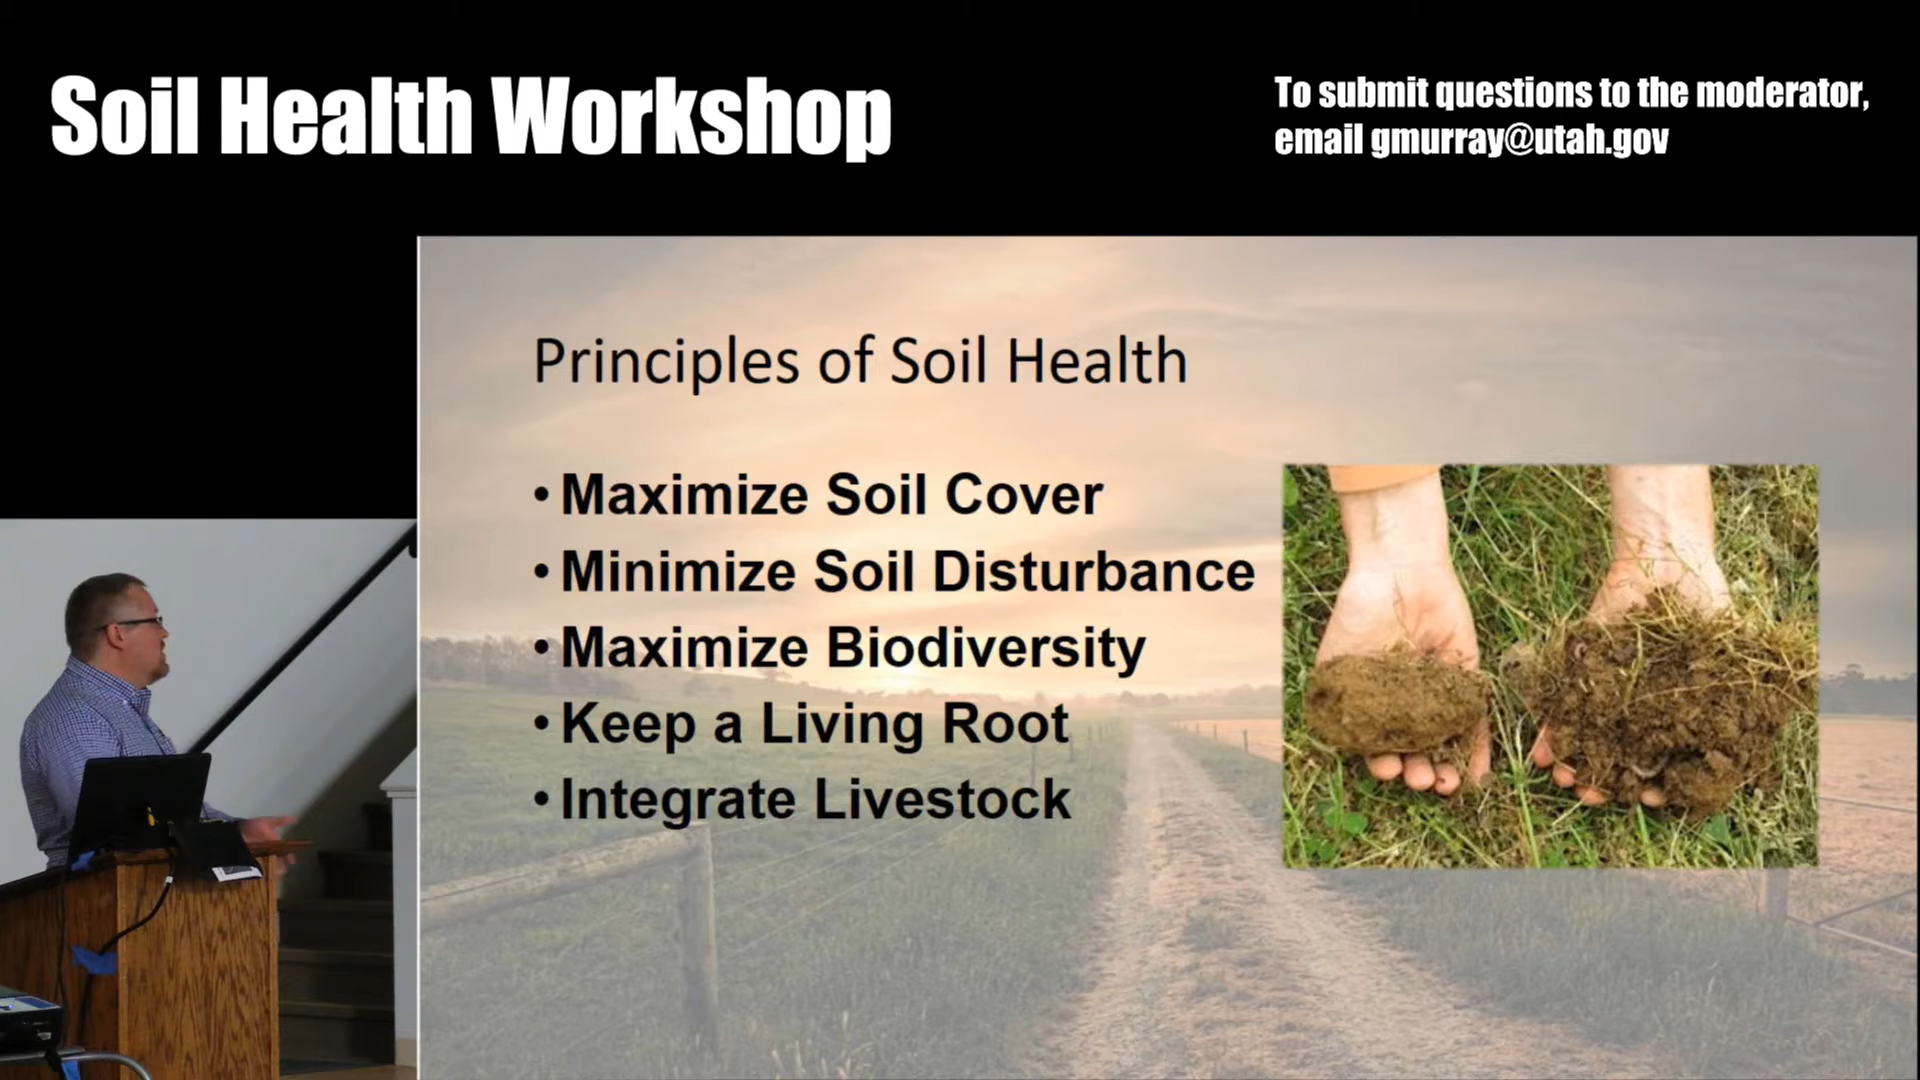 Soil Health Workshop
To submit questions to the moderator,
email gmurray@utah.gov
Principles of Soil Health
• Maximize Soil Cover
• Minimize Soil Disturbance
• Maximize Biodiversity
• Keep a Living Root
• Integrate Livestock